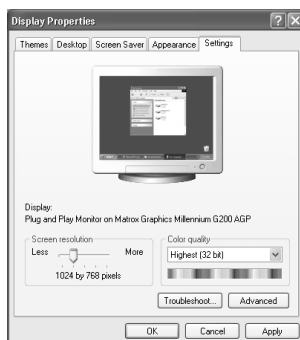 Display Properties
Themes Desktop Screen Saver Appearance Settings
Display:
Plug and Play Monitor on Matrox Graphics Millennium G200 AGP
Screen resolution
Less More
1024 by 768 pixels
Color quality
Highest (32 bit)
Troubleshoot... Advanced
OK Cancel Apply